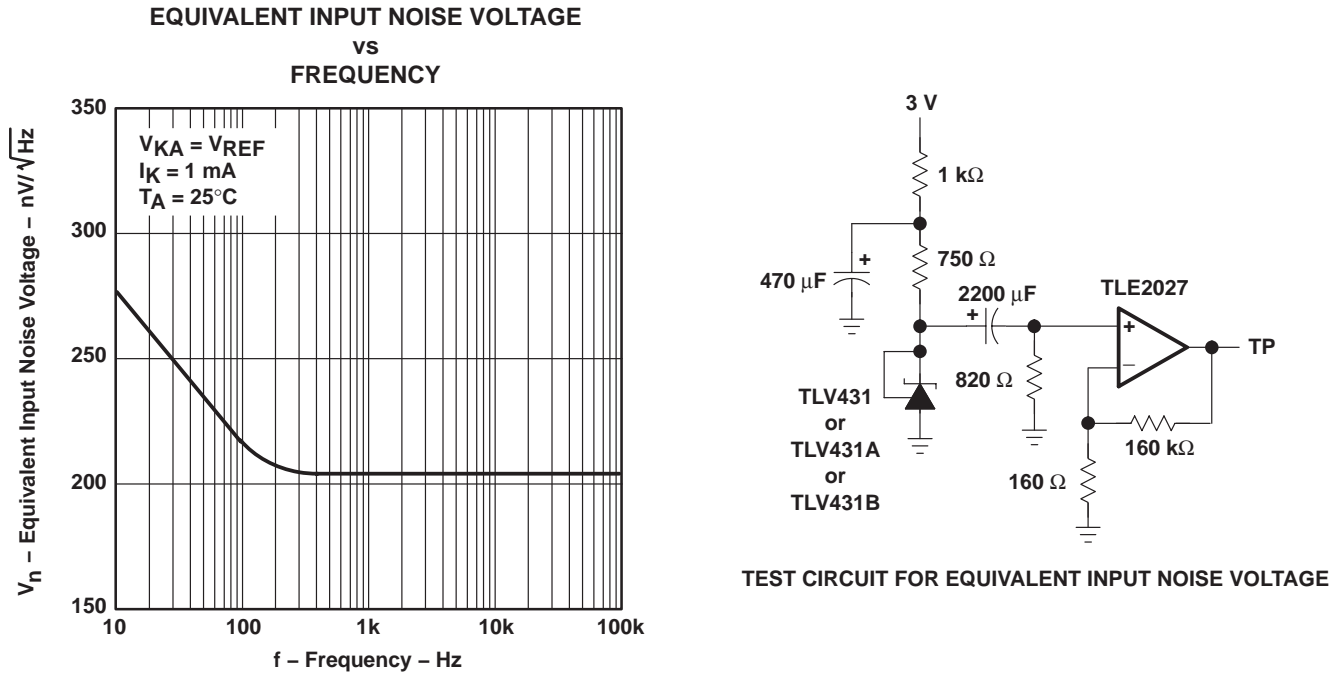 EQUIVALENT INPUT NOISE VOLTAGE
vs
FREQUENCY
Vn – Equivalent Input Noise Voltage – nV/√Hz
350
300
250
200
150
VKA = VREF
IK = 1 mA
TA = 25°C
10
100
1k
10k
100k
f – Frequency – Hz
3 V
1 kΩ
750 Ω
470 μF
+
2200 μF
+
TLE2027
+
–
TP
820 Ω
TLV431
or
TLV431A
or
TLV431B
160 kΩ
160 Ω
TEST CIRCUIT FOR EQUIVALENT INPUT NOISE VOLTAGE